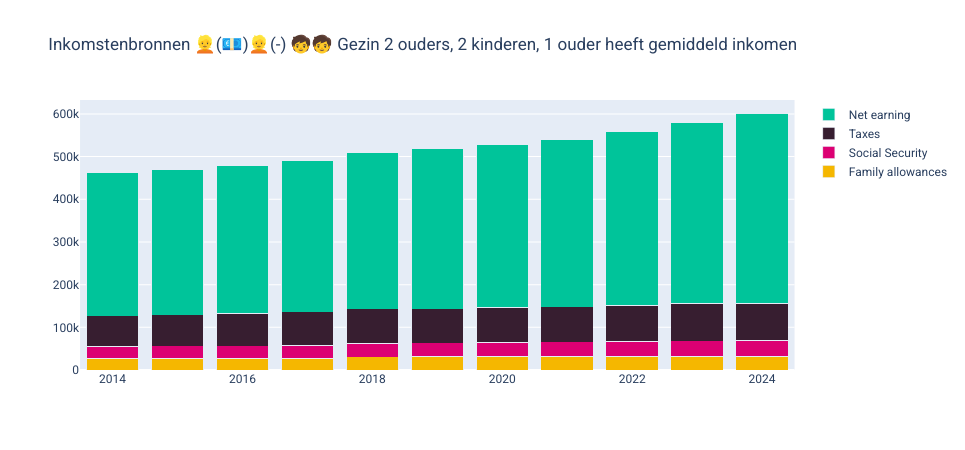 Inkomstenbronnen 👱(💶)👱(-) 🧒🧒 Gezin 2 ouders, 2 kinderen, 1 ouder heeft gemiddeld inkomen
600k
500k
400k
300k
200k
100k
0
2014 2016 2018 2020 2022 2024
Net earning
Taxes
Social Security
Family allowances